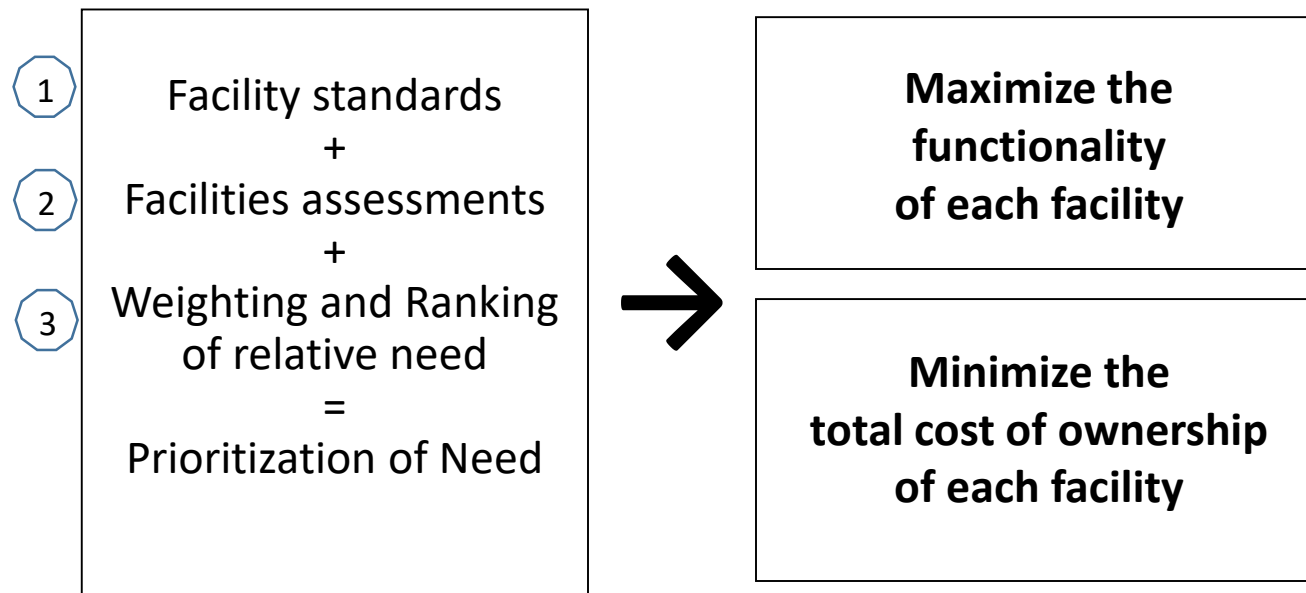 1
Facility standards
+
2
Facilities assessments
+
3
Weighting and Ranking
of relative need
=
Prioritization of Need
Maximize the
functionality
of each facility
Minimize the
total cost of ownership
of each facility